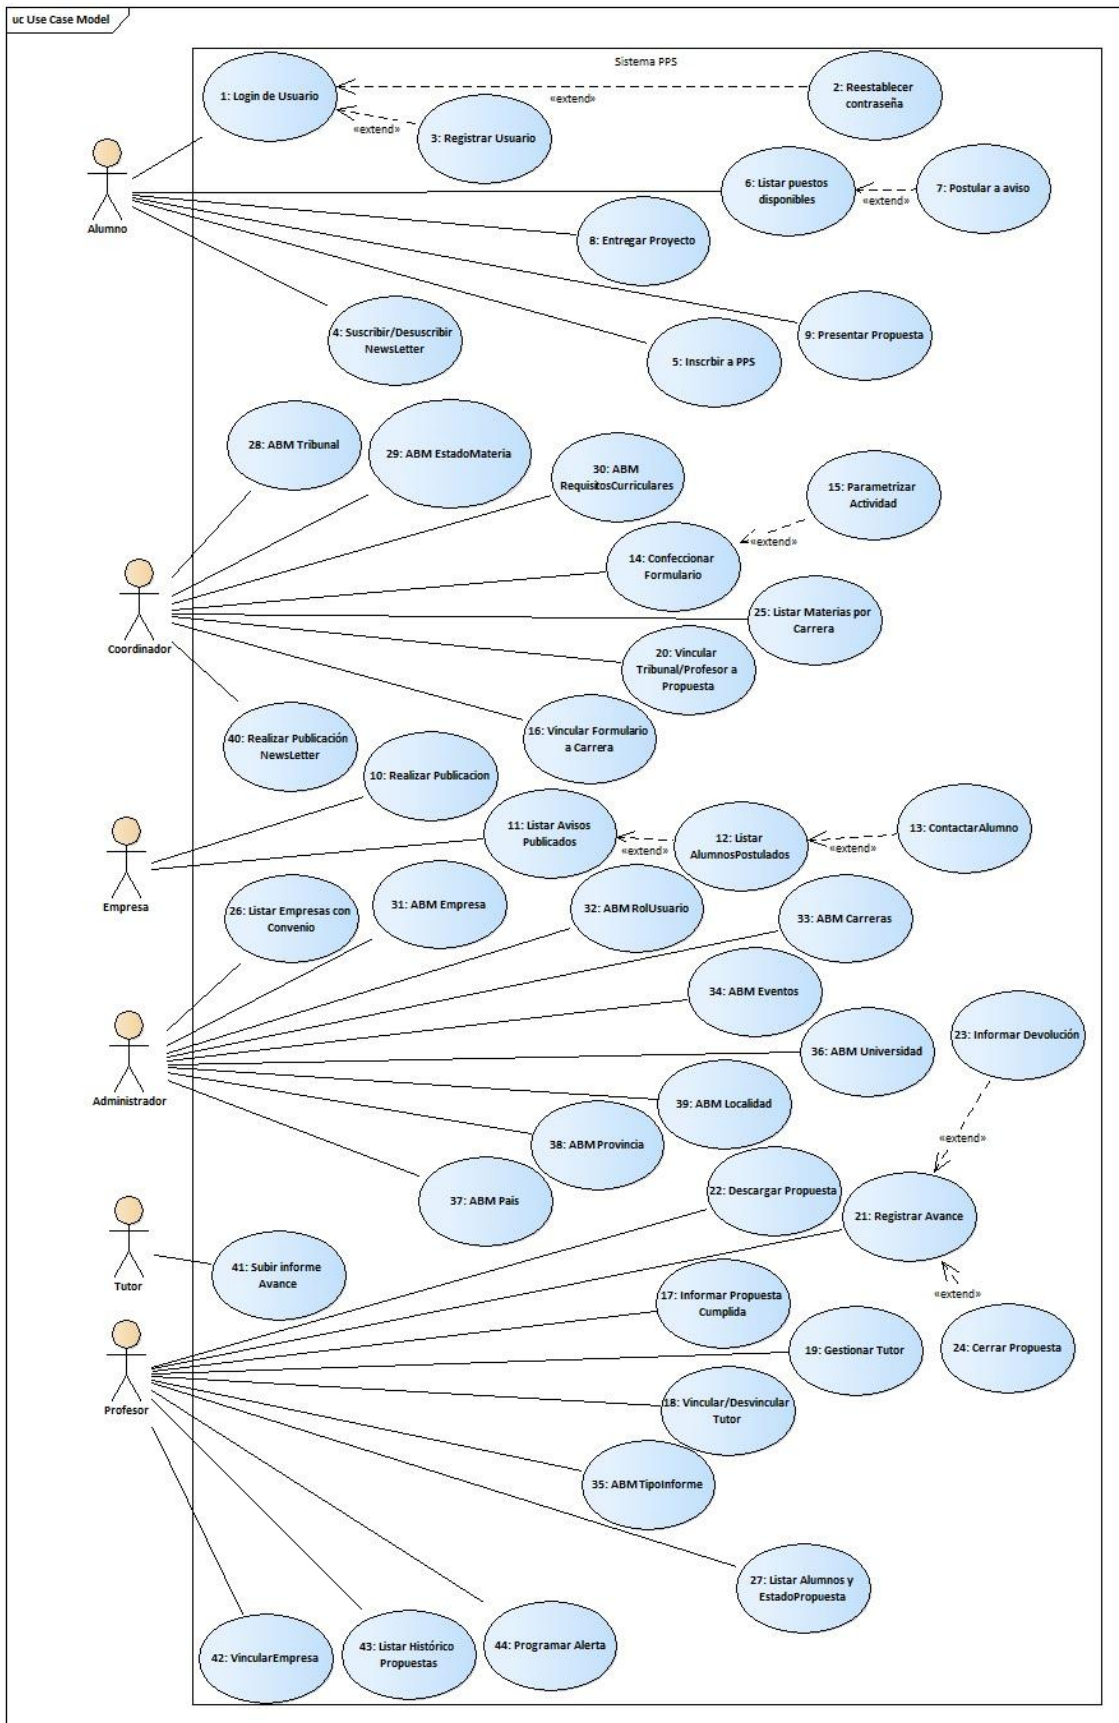 uc Use Case Model
Sistema PPS
1: Login de Usuario
2: Reestablecer
contraseña
«extend»
«extend»
3: Registrar Usuario
Alumno
6: Listar puestos
disponibles
«extend»
7: Postular a aviso
8: Entregar Proyecto
9: Presentar Propuesta
4: Suscribir/Desuscribir
NewsLetter
5: Inscrbir a PPS
28: ABM Tribunal
29: ABM EstadoMateria
30: ABM
RequisitosCurriculares
15: Parametrizar
Actividad
«extend»
14: Confeccionar
Formulario
25: Listar Materias por
Carrera
Coordinador
20: Vincular
Tribunal/Profesor a
Propuesta
16: Vincular Formulario
a Carrera
40: Realizar Publicación
NewsLetter
10: Realizar Publicacion
11: Listar Avisos
Publicados
«extend»
12: Listar
AlumnosPostulados
«extend»
13: ContactarAlumno
Empresa
26: Listar Empresas con
Convenio
31: ABM Empresa
32: ABM RolUsuario
33: ABM Carreras
34: ABM Eventos
23: Informar Devolución
36: ABM Universidad
Administrador
39: ABM Localidad
38: ABM Provincia
«extend»
37: ABM Pais
22: Descargar Propuesta
21: Registrar Avance
41: Subir informe
Avance
Tutor
17: Informar Propuesta
Cumplida
«extend»
19: Gestionar Tutor
24: Cerrar Propuesta
Profesor
18: Vincular/Desvincular
Tutor
35: ABM TipoInforme
27: Listar Alumnos y
EstadoPropuesta
42: VincularEmpresa
43: Listar Histórico
Propuestas
44: Programar Alerta